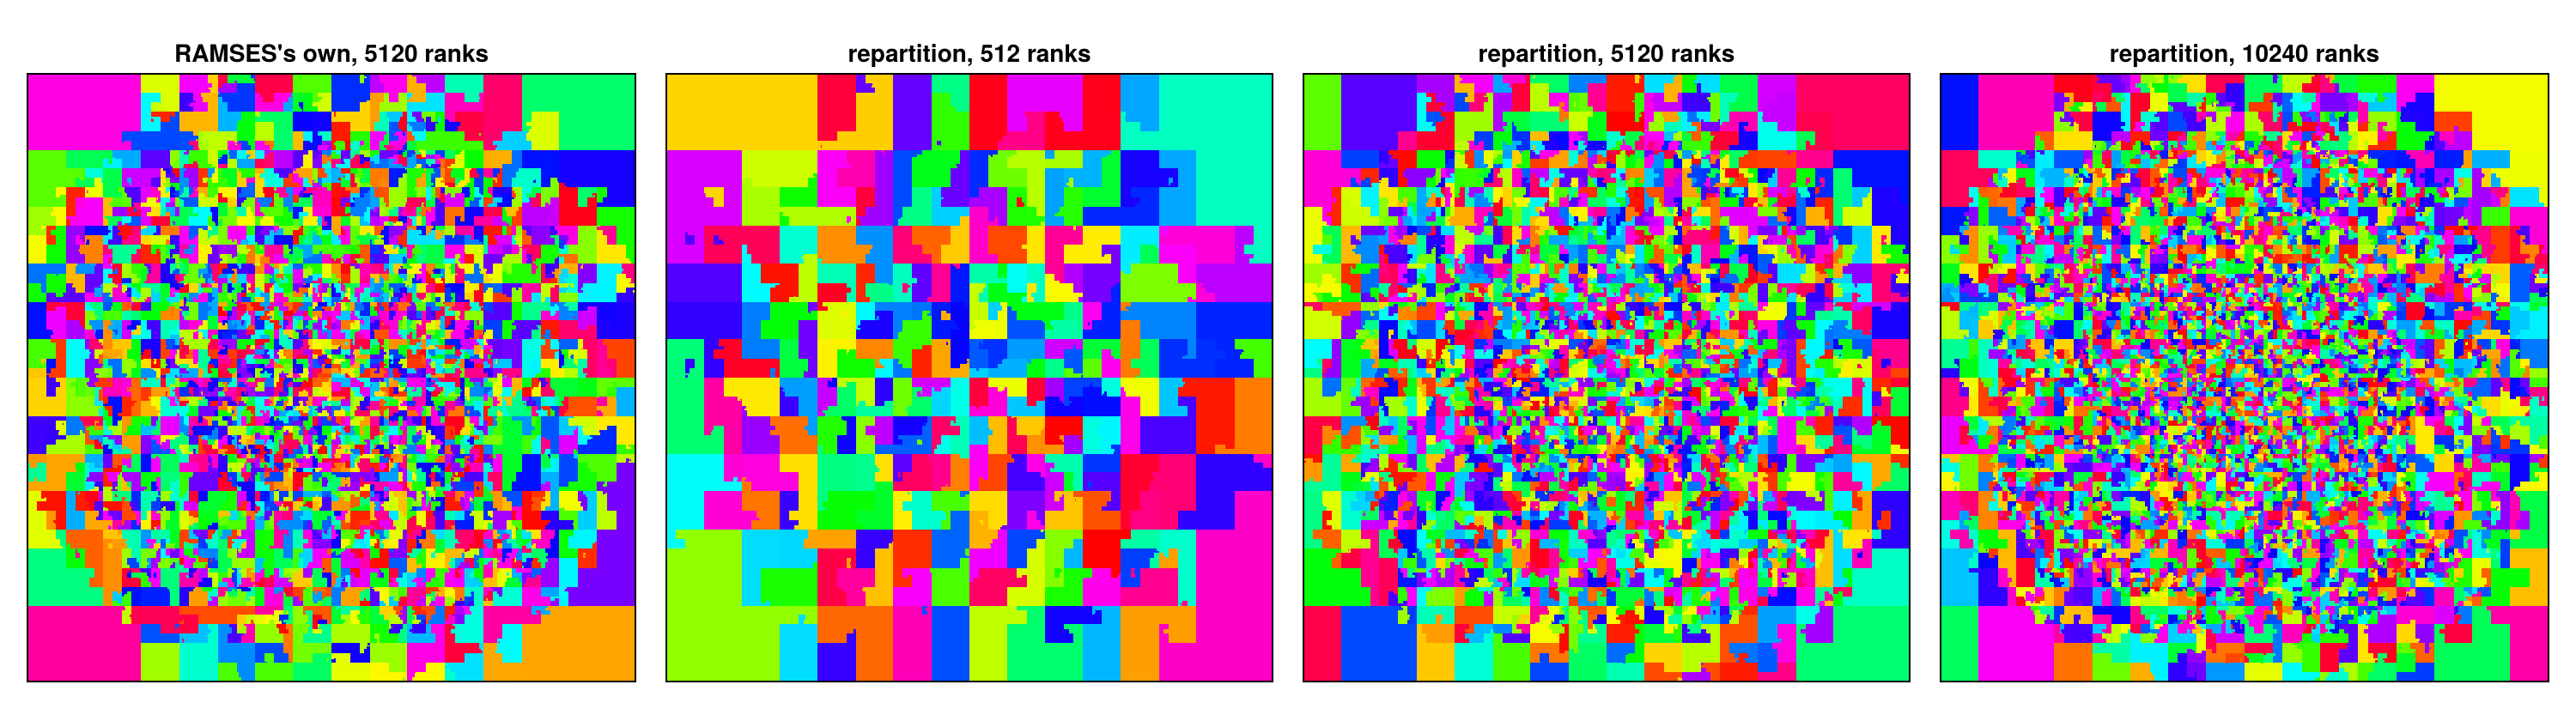 RAMSES's own, 5120 ranks
repartition, 512 ranks
repartition, 5120 ranks
repartition, 10240 ranks